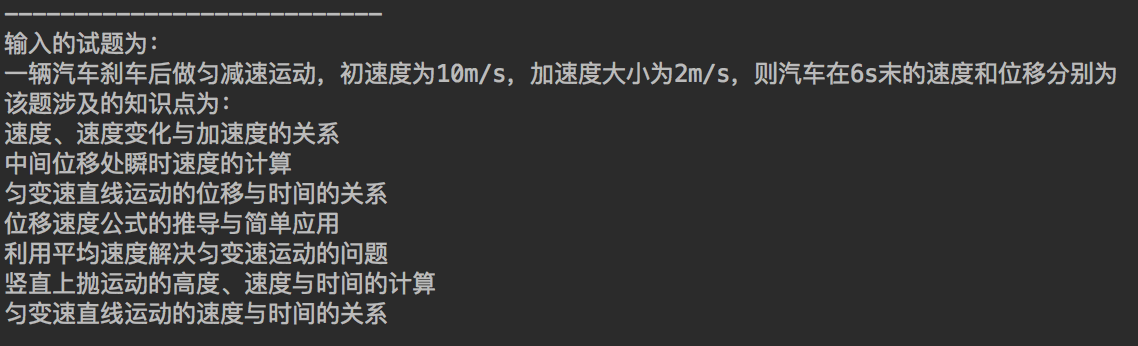 ----------------------------
输入的试题为：
一辆汽车刹车后做匀减速运动，初速度为10m/s，加速度大小为2m/s，则汽车在6s末的速度和位移分别为
该题涉及的知识点为：
速度、速度变化与加速度的关系
中间位移处瞬时速度的计算
匀变速直线运动的位移与时间的关系
位移速度公式的推导与简单应用
利用平均速度解决匀变速运动的问题
竖直上抛运动的高度、速度与时间的计算
匀变速直线运动的速度与时间的关系